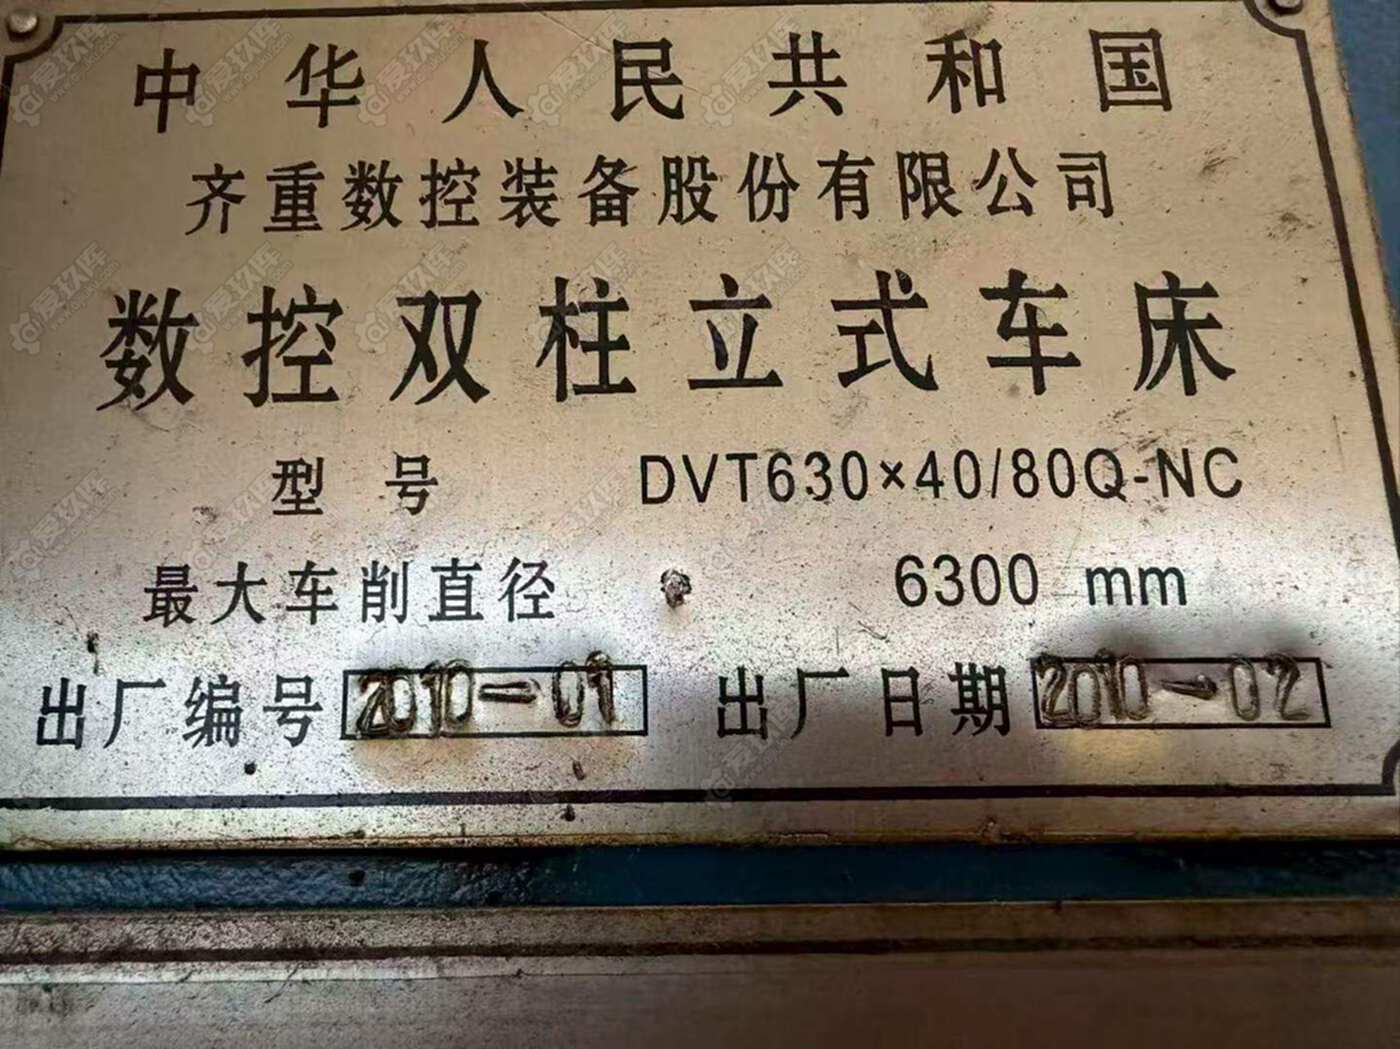 中华人民共和国
齐重数控装备股份有限公司
数控双柱立式车床
型号 DVT630×40/80Q-NC
最大车削直径 6300 mm
出厂编号 2010-01 出厂日期 2010-02